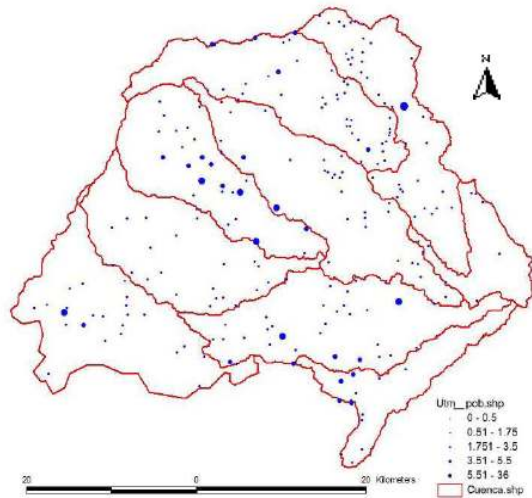 N
Utm_pob.shp
0 - 0.5
0.51 - 1.75
1.751 - 3.5
3.51 - 5.5
5.51 - 36
Cuenca.shp
20 0 20 Kilometers